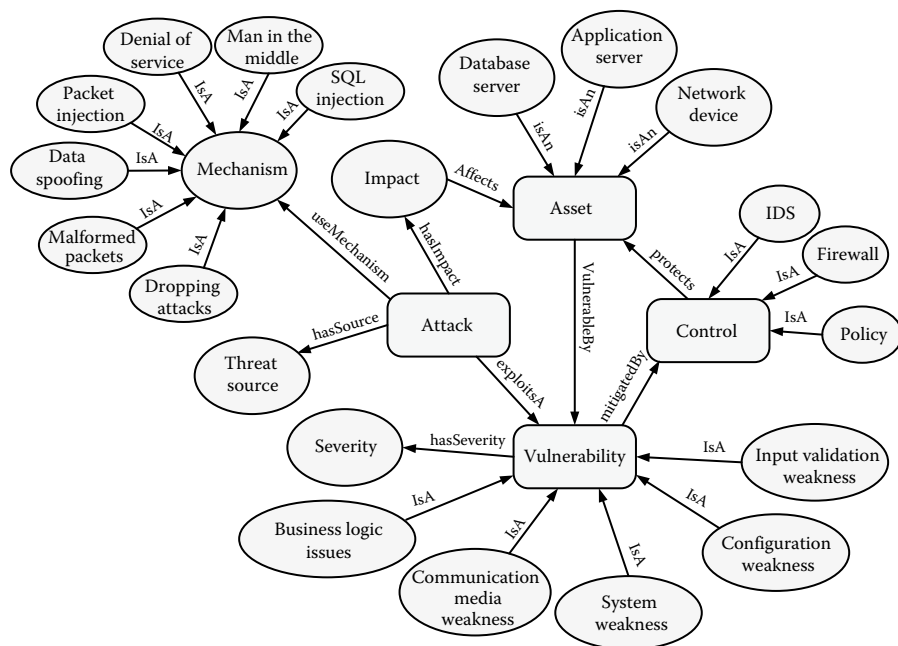 Denial of
service
Man in the
middle
SQL
injection
Packet
injection
Data
spoofing
Malformed
packets
Dropping
attacks
Mechanism
IsA
IsA
IsA
IsA
IsA
IsA
IsA
Database
server
Application
server
Network
device
isAn
isAn
isAn
Impact
Affects
Asset
useMechanism
hasImpact
hasSource
Attack
exploitsA
Threat
source
VulnerableBy
protects
IDS
Firewall
Policy
IsA
IsA
IsA
Control
mitigatedBy
Severity
hasSeverity
Vulnerability
Business logic
issues
IsA
Communication
media
weakness
IsA
System
weakness
IsA
Configuration
weakness
IsA
Input validation
weakness
IsA